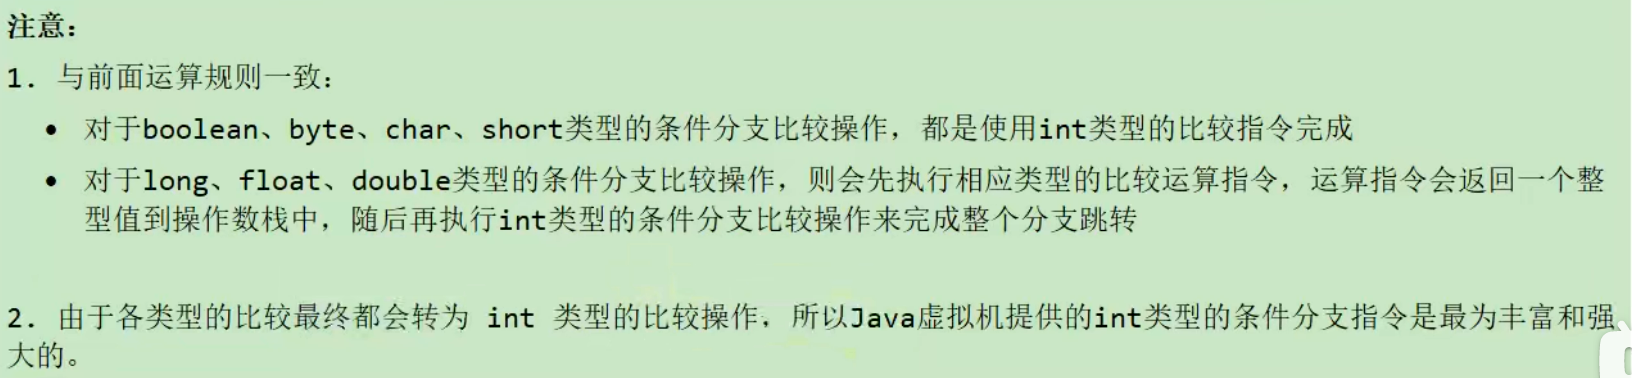 注意：
1. 与前面运算规则一致：
• 对于boolean、byte、char、short类型的条件分支比较操作，都是使用int类型的比较指令完成
• 对于long、float、double类型的条件分支比较操作，则会先执行相应类型的比较运算指令，运算指令会返回一个整
型值到操作数栈中，随后再执行int类型的条件分支比较操作来完成整个分支跳转
2. 由于各类型的比较最终都会转为 int 类型的比较操作，所以Java虚拟机提供的int类型的条件分支指令是最为丰富和强
大的。